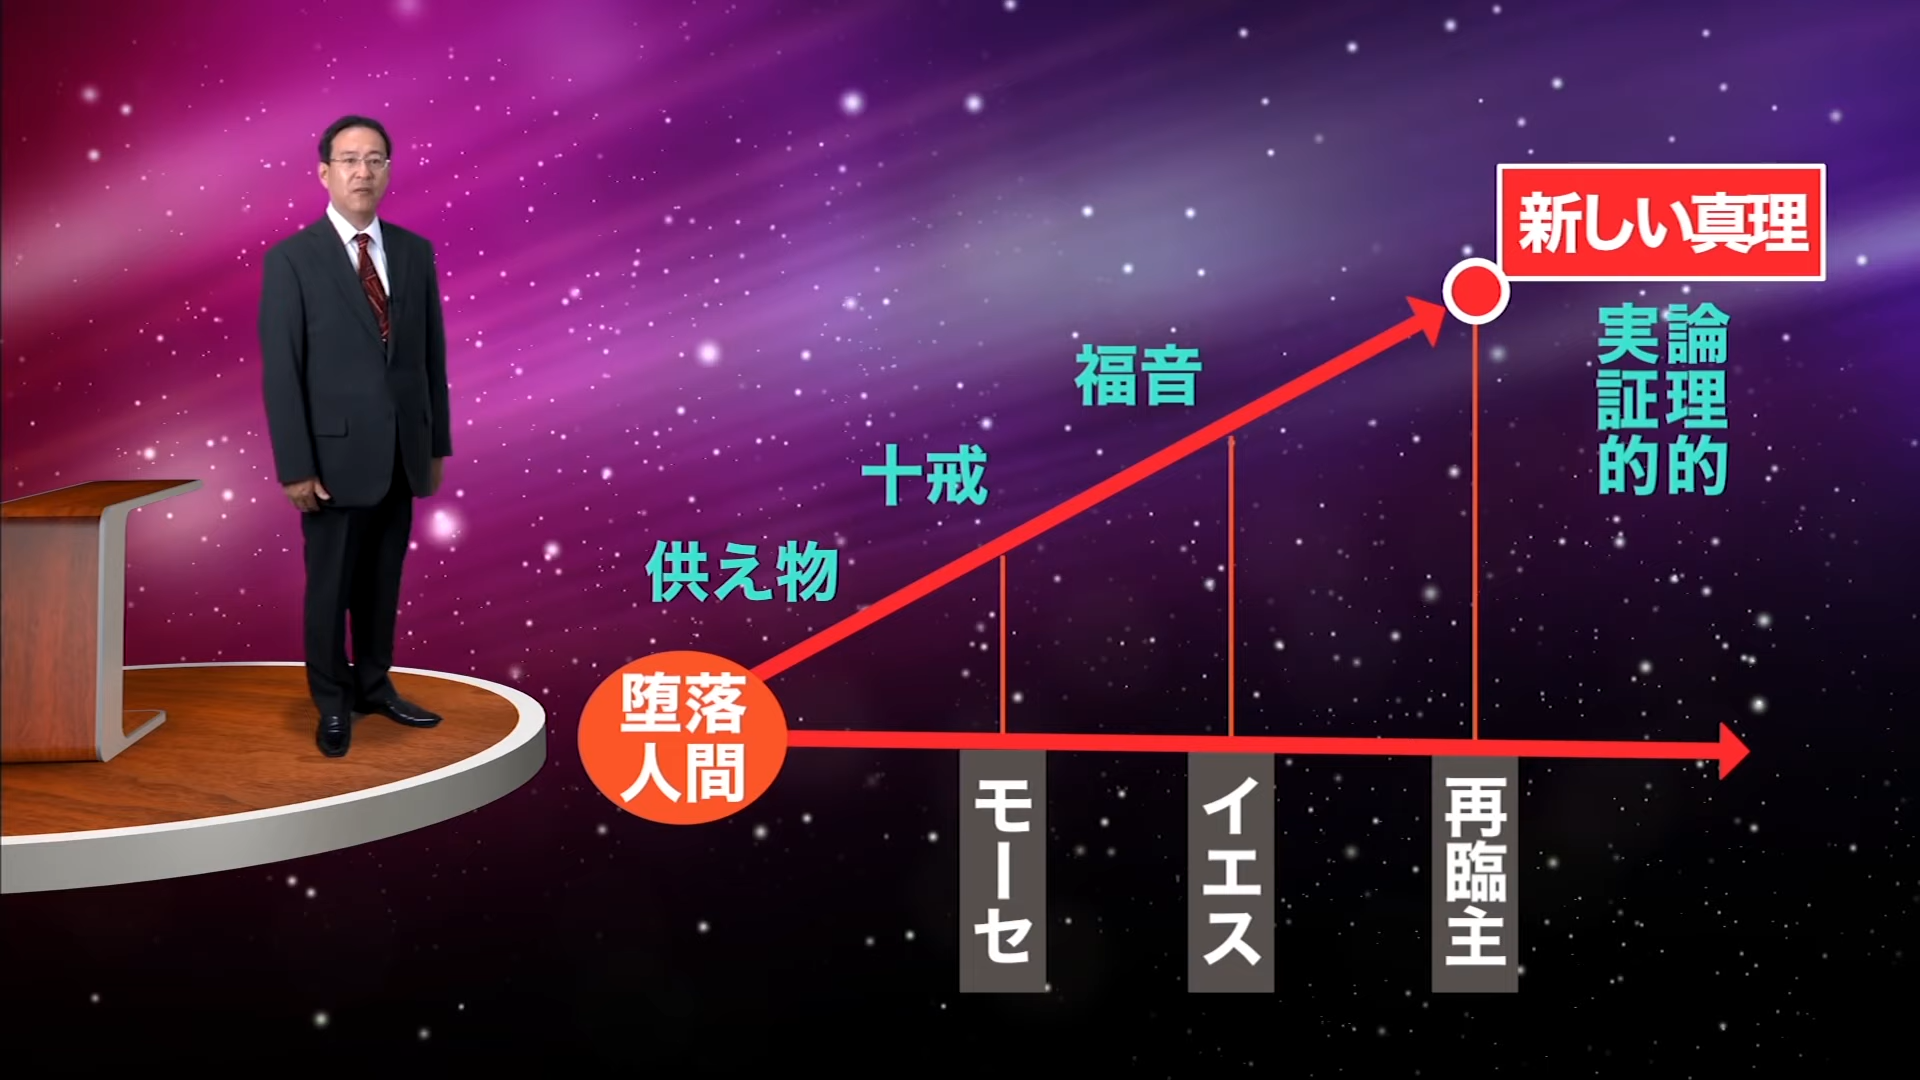 新しい真理
論理的
実証的
福音
十戒
供え物
堕落
人間
モーセ
イエス
再臨主